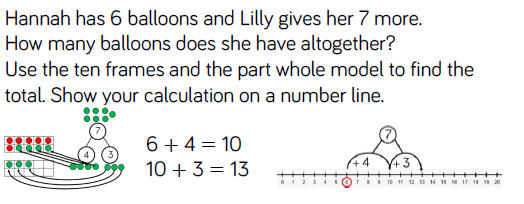 Hannah has 6 balloons and Lilly gives her 7 more.
How many balloons does she have altogether?
Use the ten frames and the part whole model to find the
total. Show your calculation on a number line.
7
4 3
6 + 4 = 10
10 + 3 = 13
7
+ 4 + 3
0 1 2 3 4 5 6 7 8 9 10 11 12 13 14 15 16 17 18 19 20